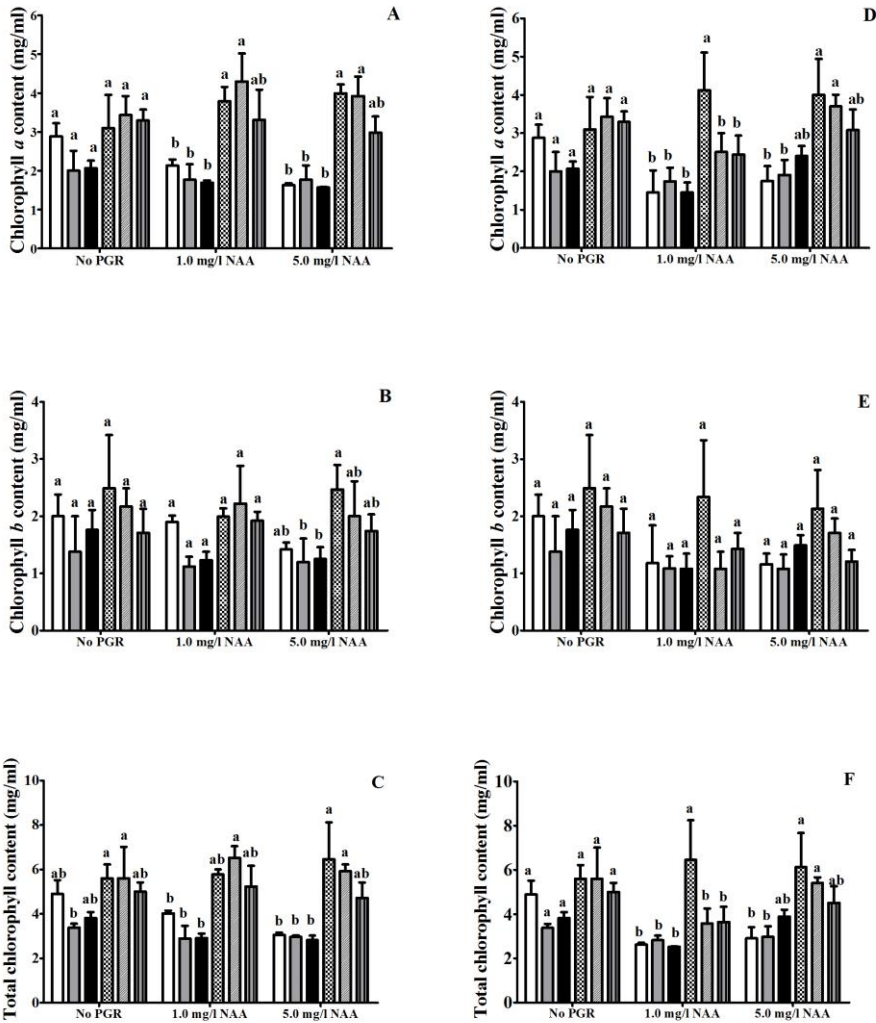 A
Chlorophyll a content (mg/ml)
6
5
4
3
2
1
0
a a a a a a b b b a a ab b b b a a ab
No PGR 1.0 mg/l NAA 5.0 mg/l NAA
D
Chlorophyll a content (mg/ml)
6
5
4
3
2
1
0
a a a a a a b b b a b b b b ab a a ab
No PGR 1.0 mg/l NAA 5.0 mg/l NAA
B
Chlorophyll b content (mg/ml)
4
3
2
1
0
a a a a a a a a a a a a ab b b a ab ab
No PGR 1.0 mg/l NAA 5.0 mg/l NAA
E
Chlorophyll b content (mg/ml)
4
3
2
1
0
a a a a a a a a a a a a a a a a a a
No PGR 1.0 mg/l NAA 5.0 mg/l NAA
C
Total chlorophyll content (mg/ml)
10
8
6
4
2
0
ab b ab a a ab b b b ab a ab b b b a a ab
No PGR 1.0 mg/l NAA 5.0 mg/l NAA
F
Total chlorophyll content (mg/ml)
10
8
6
4
2
0
a a a a a a b b b a b b b b ab a a ab
No PGR 1.0 mg/l NAA 5.0 mg/l NAA